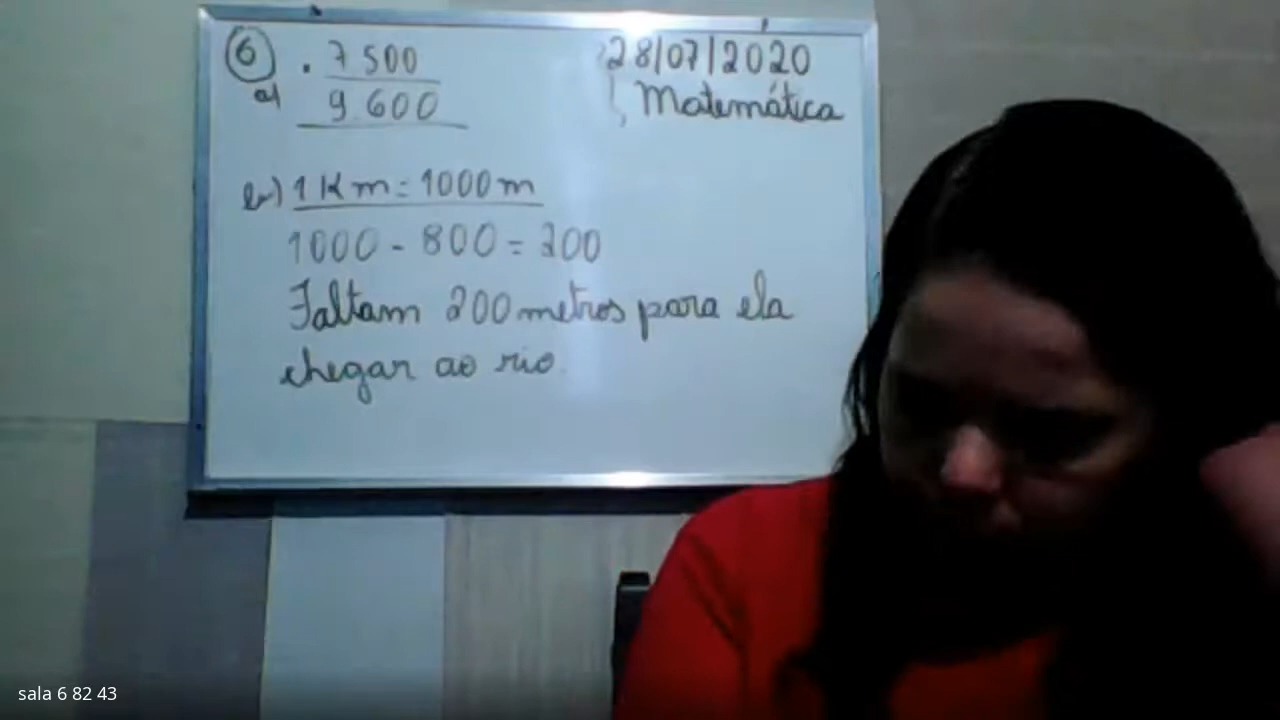 6 . 7 500
a) 9.600
28/07/2020
Matemática
b) 1 Km = 1000 m
1000 - 800 = 200
Faltam 200 metros para ela
chegar ao rio.
sala 6 82 43